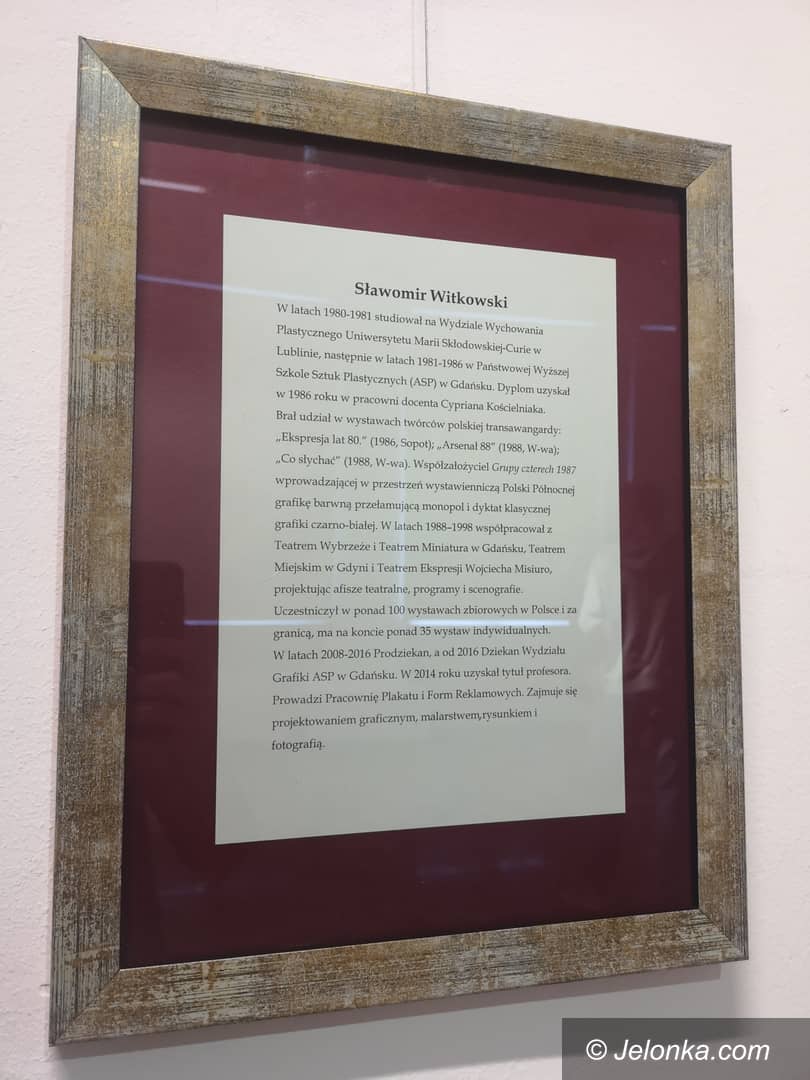 Sławomir Witkowski
W latach 1980-1981 studiował na Wydziale Wychowania
Plastycznego Uniwersytetu Marii Skłodowskiej-Curie w
Lublinie, następnie w latach 1981-1986 w Państwowej Wyższej
Szkole Sztuk Plastycznych (ASP) w Gdańsku. Dyplom uzyskał
w 1986 roku w pracowni docenta Cypriana Kościelniaka.
Brał udział w wystawach twórców polskiej transawangardy:
„Ekspresja lat 80.” (1986, Sopot); „Arsenał 88” (1988, W-wa);
„Co słychać” (1988, W-wa). Współzałożyciel Grupy czterech 1987
wprowadzającej w przestrzeń wystawienniczą Polski Północnej
grafikę barwną przełamującą monopol i dyktat klasycznej
grafiki czarno-białej. W latach 1988–1998 współpracował z
Teatrem Wybrzeże i Teatrem Miniatura w Gdańsku, Teatrem
Miejskim w Gdyni i Teatrem Ekspresji Wojciecha Misiuro,
projektując afisze teatralne, programy i scenografie.
Uczestniczył w ponad 100 wystawach zbiorowych w Polsce i za
granicą, ma na koncie ponad 35 wystaw indywidualnych.
W latach 2008-2016 Prodziekan, a od 2016 Dziekan Wydziału
Grafiki ASP w Gdańsku. W 2014 roku uzyskał tytuł profesora.
Prowadzi Pracownię Plakatu i Form Reklamowych. Zajmuje się
projektowaniem graficznym, malarstwem,rysunkiem i
fotografią.
© Jelonka.com